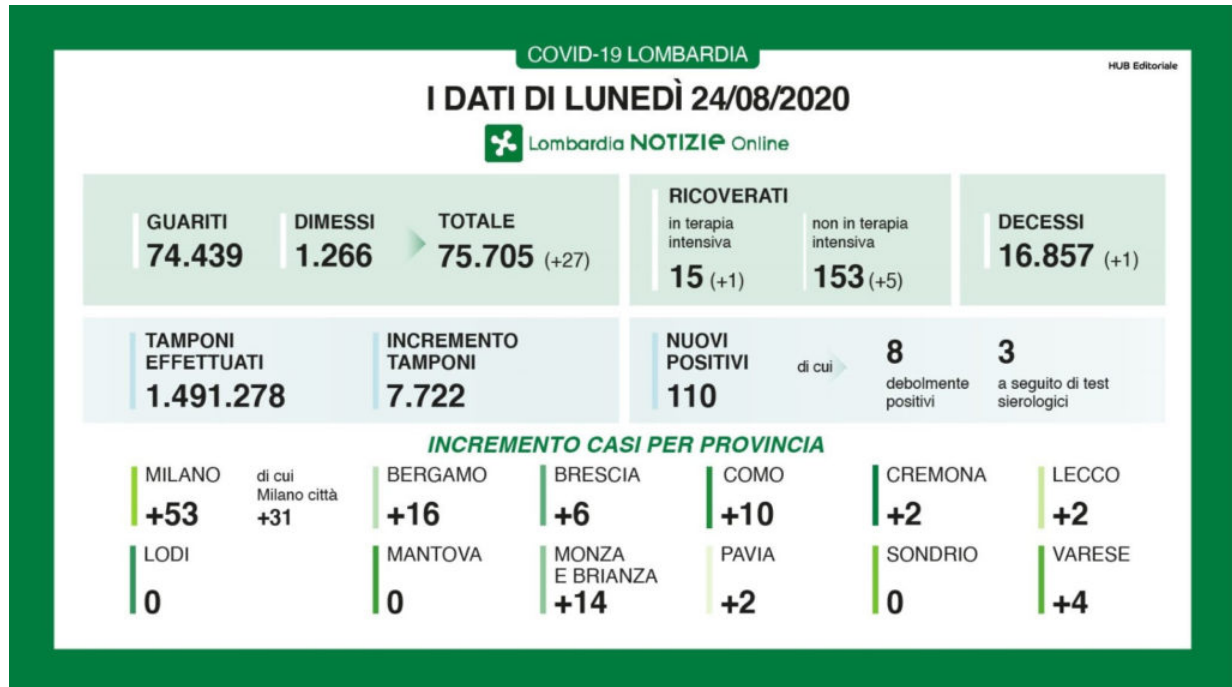 COVID-19 LOMBARDIA
HUB Editoriale
I DATI DI LUNEDÌ 24/08/2020
Lombardia NOTIZIE Online
GUARITI
74.439
DIMESSI
1.266
TOTALE
75.705 (+27)
RICOVERATI
in terapia
intensiva
15 (+1)
non in terapia
intensiva
153 (+5)
DECESSI
16.857 (+1)
TAMPONI
EFFETTUATI
1.491.278
INCREMENTO
TAMPONI
7.722
NUOVI
POSITIVI
110
di cui
8
debolmente
positivi
3
a seguito di test
sierologici
INCREMENTO CASI PER PROVINCIA
MILANO
+53
di cui
Milano città
+31
BERGAMO
+16
BRESCIA
+6
COMO
+10
CREMONA
+2
LECCO
+2
LODI
0
MANTOVA
0
MONZA
E BRIANZA
+14
PAVIA
+2
SONDRIO
0
VARESE
+4